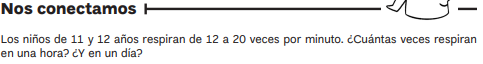 Nos conectamos
Los niños de 11 y 12 años respiran de 12 a 20 veces por minuto. ¿Cuántas veces respiran
en una hora? ¿Y en un día?